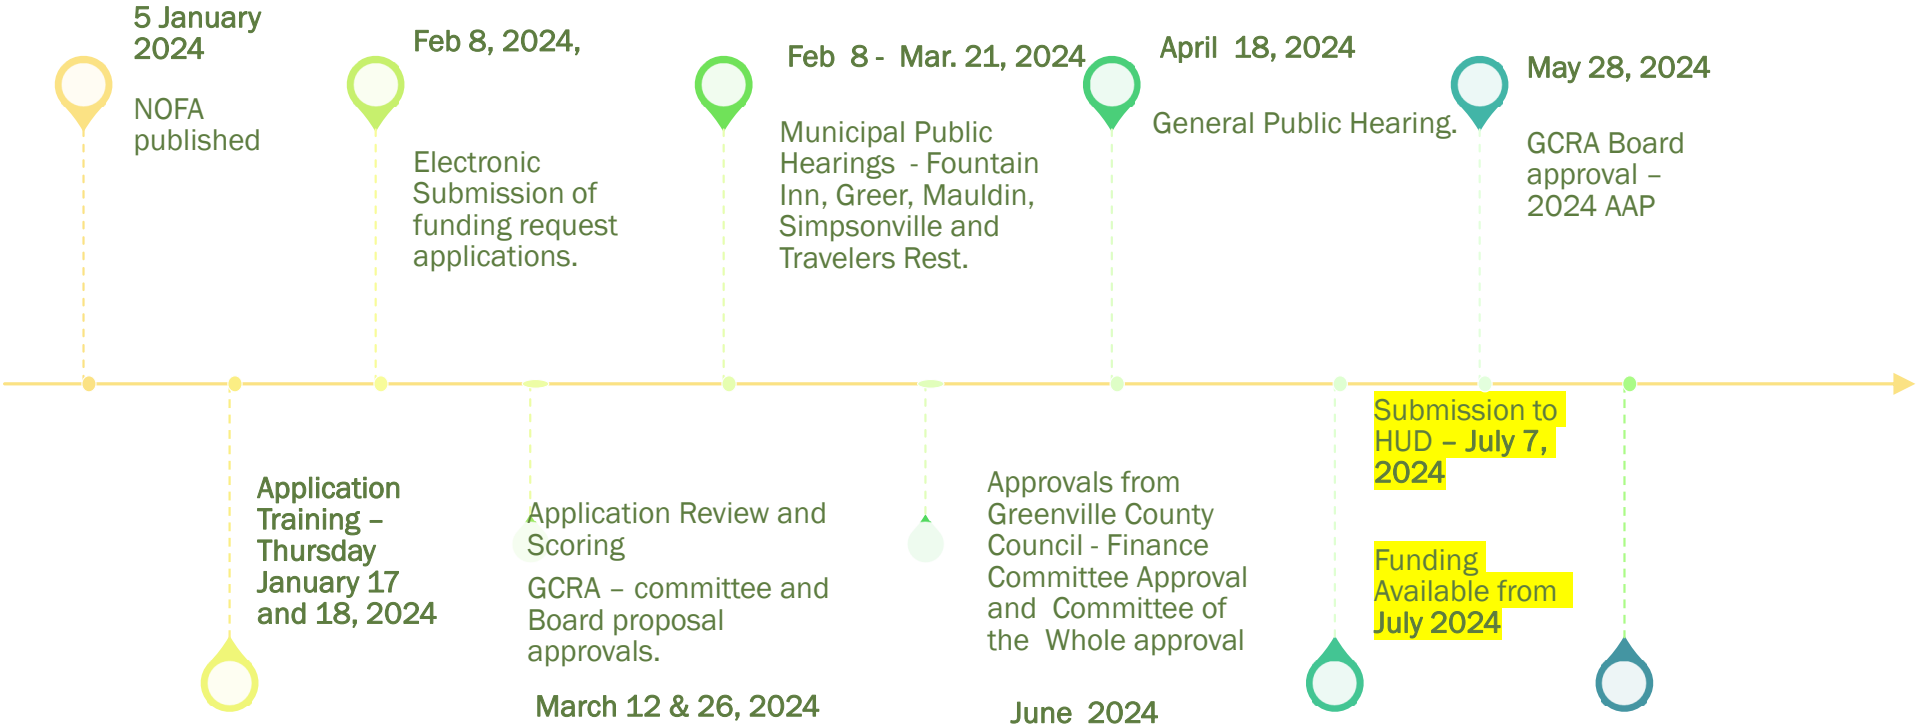 5 January
2024
NOFA
published
Feb 8, 2024,
Electronic
Submission of
funding request
applications.
Feb 8 - Mar. 21, 2024
Municipal Public
Hearings - Fountain
Inn, Greer, Mauldin,
Simpsonville and
Travelers Rest.
April 18, 2024
General Public Hearing.
May 28, 2024
GCRA Board
approval –
2024 AAP
Application
Training –
Thursday
January 17
and 18, 2024
Application Review and
Scoring
GCRA – committee and
Board proposal
approvals.
March 12 & 26, 2024
Approvals from
Greenville County
Council - Finance
Committee Approval
and Committee of
the Whole approval
June 2024
Submission to
HUD – July 7,
2024
Funding
Available from
July 2024